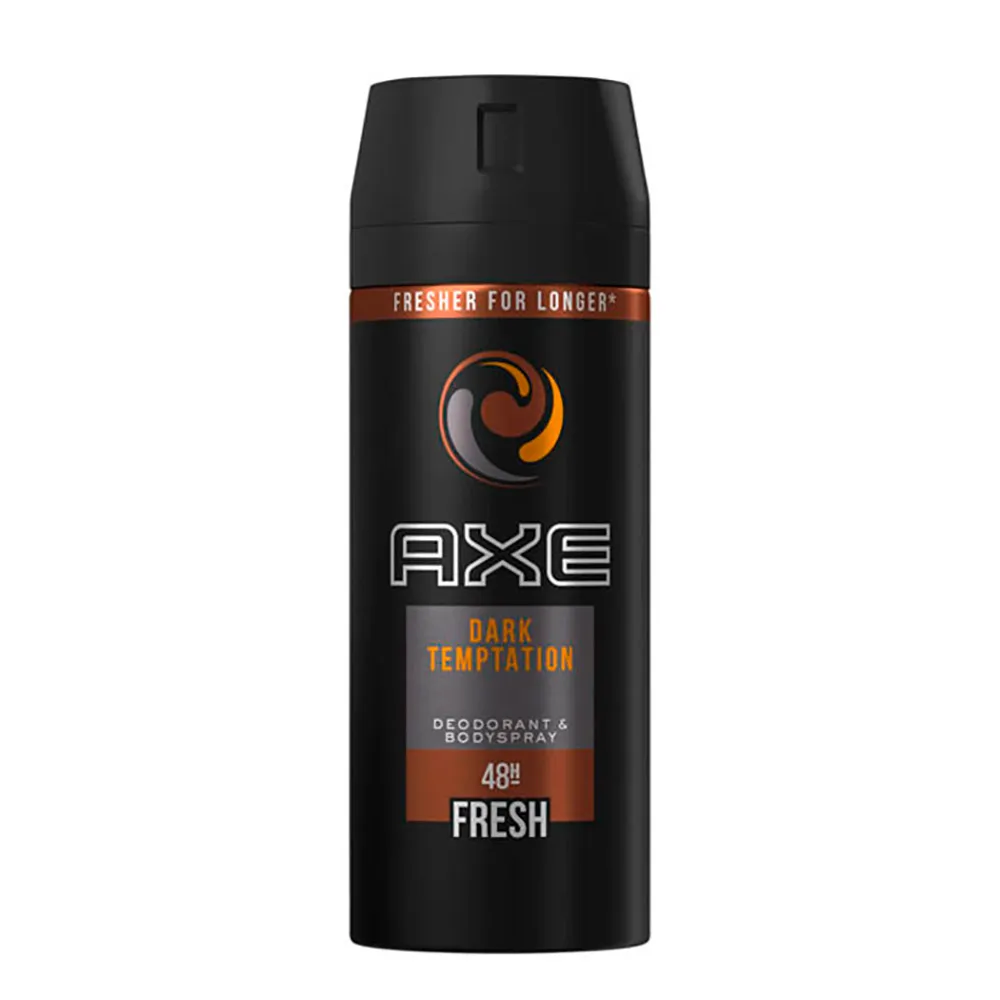 FRESHER FOR LONGER*
AXE
DARK
TEMPTATION
DEODORANT &
BODYSPRAY
48H
FRESH